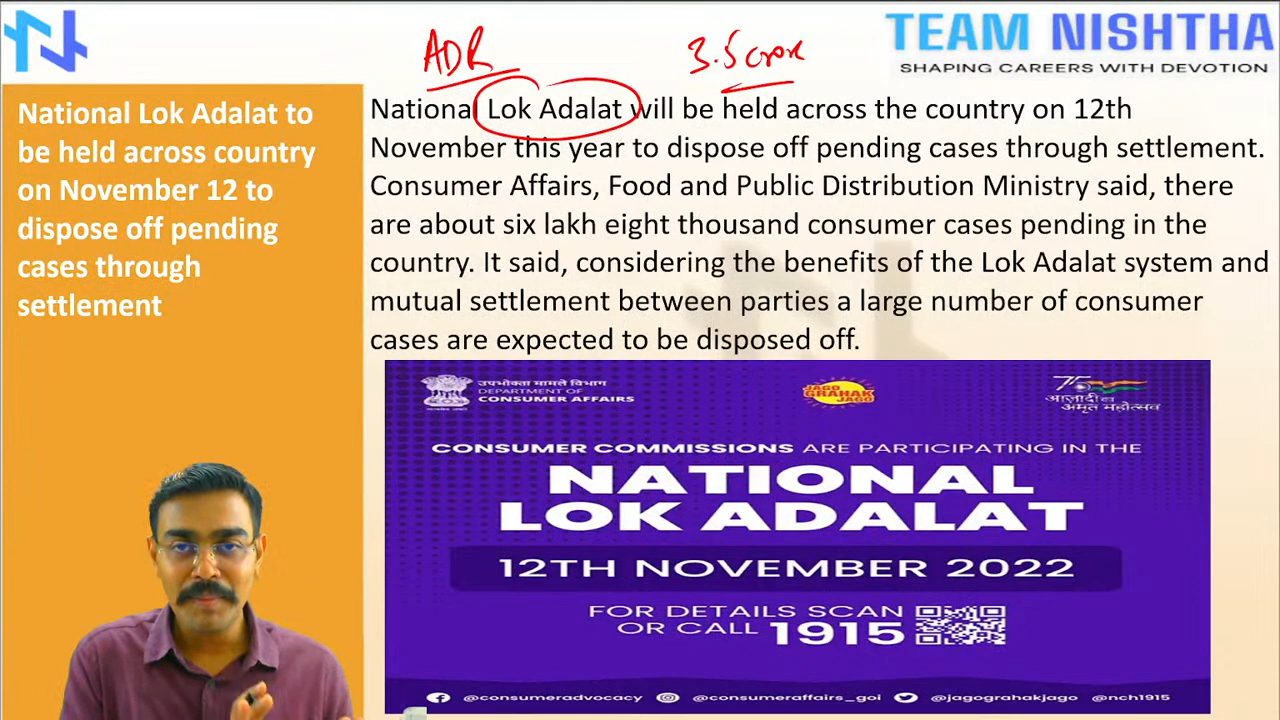 TEAM NISHTHA
SHAPING CAREERS WITH DEVOTION
ADR
3.5 crore
National Lok Adalat to
be held across country
on November 12 to
dispose off pending
cases through
settlement
National Lok Adalat will be held across the country on 12th
November this year to dispose off pending cases through settlement.
Consumer Affairs, Food and Public Distribution Ministry said, there
are about six lakh eight thousand consumer cases pending in the
country. It said, considering the benefits of the Lok Adalat system and
mutual settlement between parties a large number of consumer
cases are expected to be disposed off.
उपभोक्ता मामले विभाग
DEPARTMENT OF
CONSUMER AFFAIRS
JAGO
GRAHAK
JAGO
75
आज़ादी का
अमृत महोत्सव
CONSUMER COMMISSIONS ARE PARTICIPATING IN THE
NATIONAL
LOK ADALAT
12TH NOVEMBER 2022
FOR DETAILS SCAN
OR CALL 1915
@consumeradvocacy @consumeraffairs_goi @jagograhakjago @nch1915